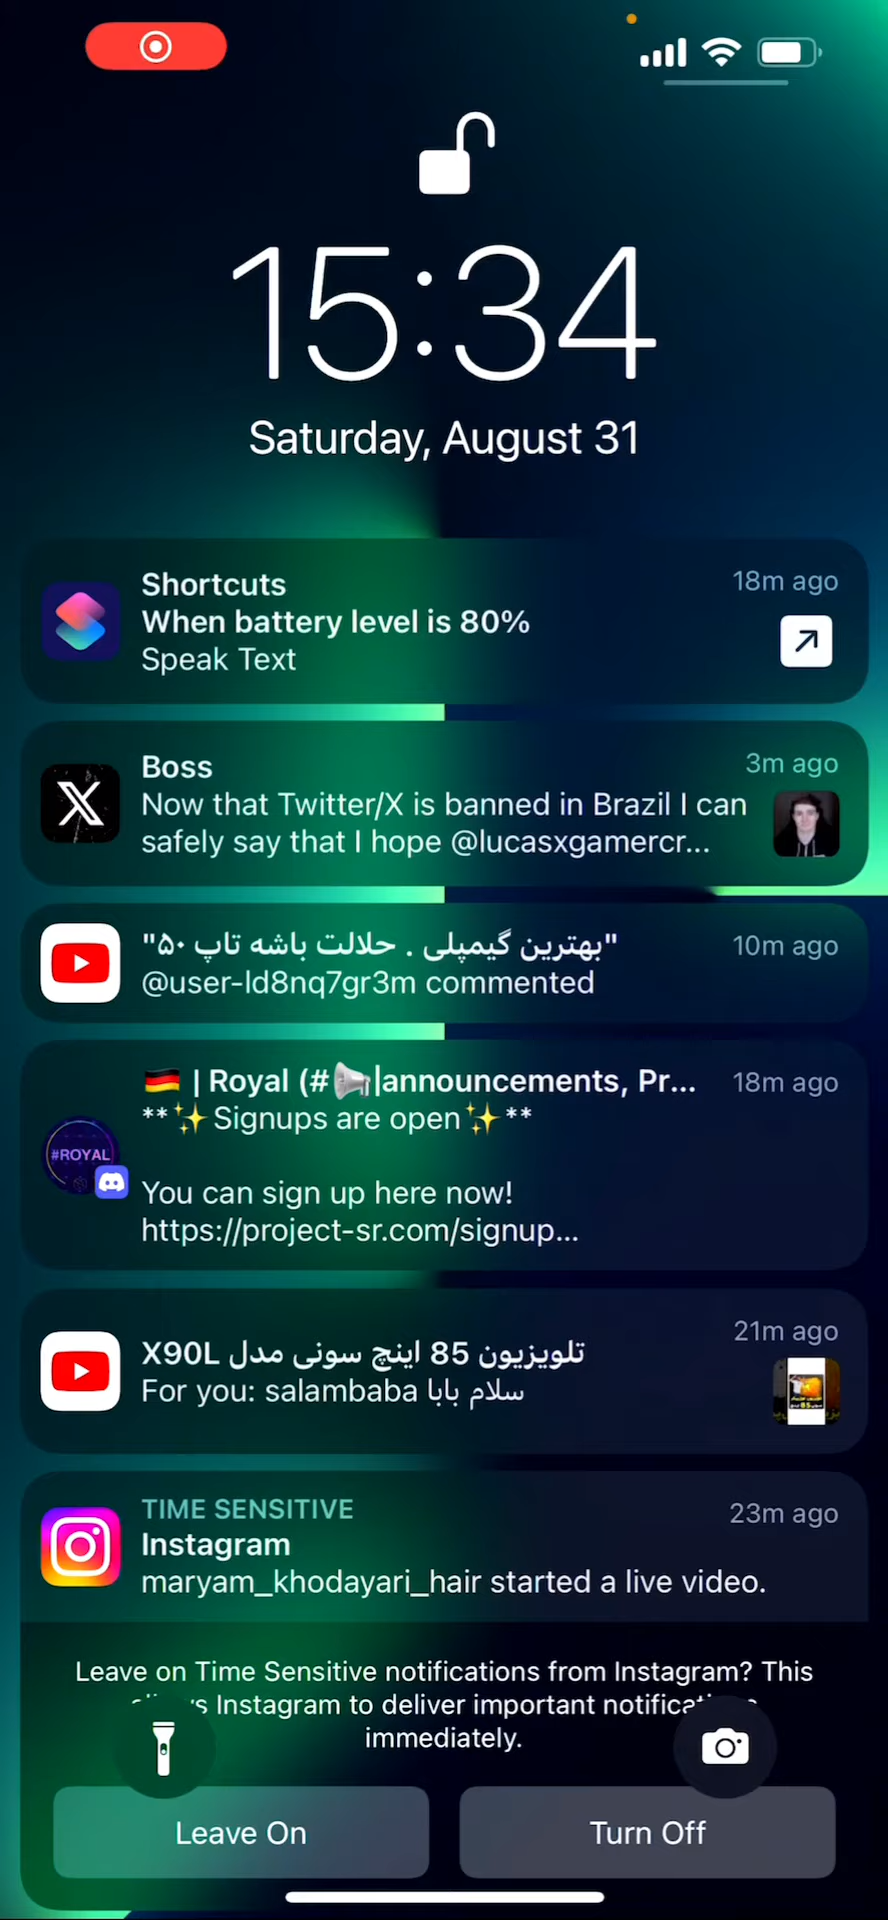 15:34
Saturday, August 31
Shortcuts
18m ago
When battery level is 80%
Speak Text
Boss
3m ago
Now that Twitter/X is banned in Brazil I can
safely say that I hope @lucasxgamercr...
"بهترین گیمپلی . حلالت باشه تاپ ۵۰"
10m ago
@user-ld8nq7gr3m commented
🇩🇪 | Royal (#📢|announcements, Pr...
18m ago
**✨Signups are open✨**
#ROYAL
You can sign up here now!
https://project-sr.com/signup...
تلویزیون 85 اینچ سونی مدل X90L
21m ago
For you: salambaba سلام بابا
TIME SENSITIVE
23m ago
Instagram
maryam_khodayari_hair started a live video.
Leave on Time Sensitive notifications from Instagram? This
Instagram to deliver important
immediately.
Leave On
Turn Off